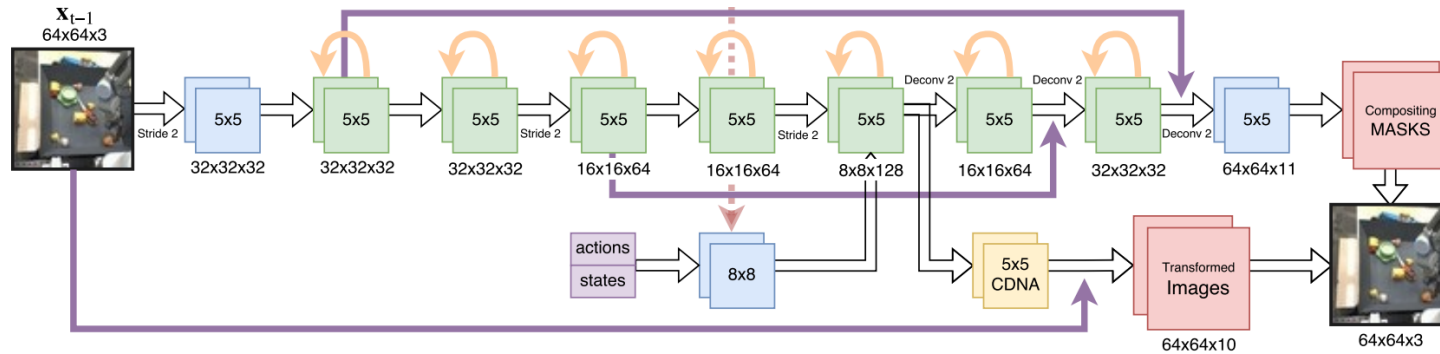 x_{t−1}
64x64x3
Stride 2
5x5
32x32x32
5x5
32x32x32
5x5
32x32x32
Stride 2
5x5
16x16x64
5x5
16x16x64
Stride 2
5x5
8x8x128
Deconv 2
5x5
16x16x64
Deconv 2
5x5
32x32x32
Deconv 2
5x5
64x64x11
Compositing
MASKS
actions
states
8x8
5x5
CDNA
Transformed
Images
64x64x10
64x64x3